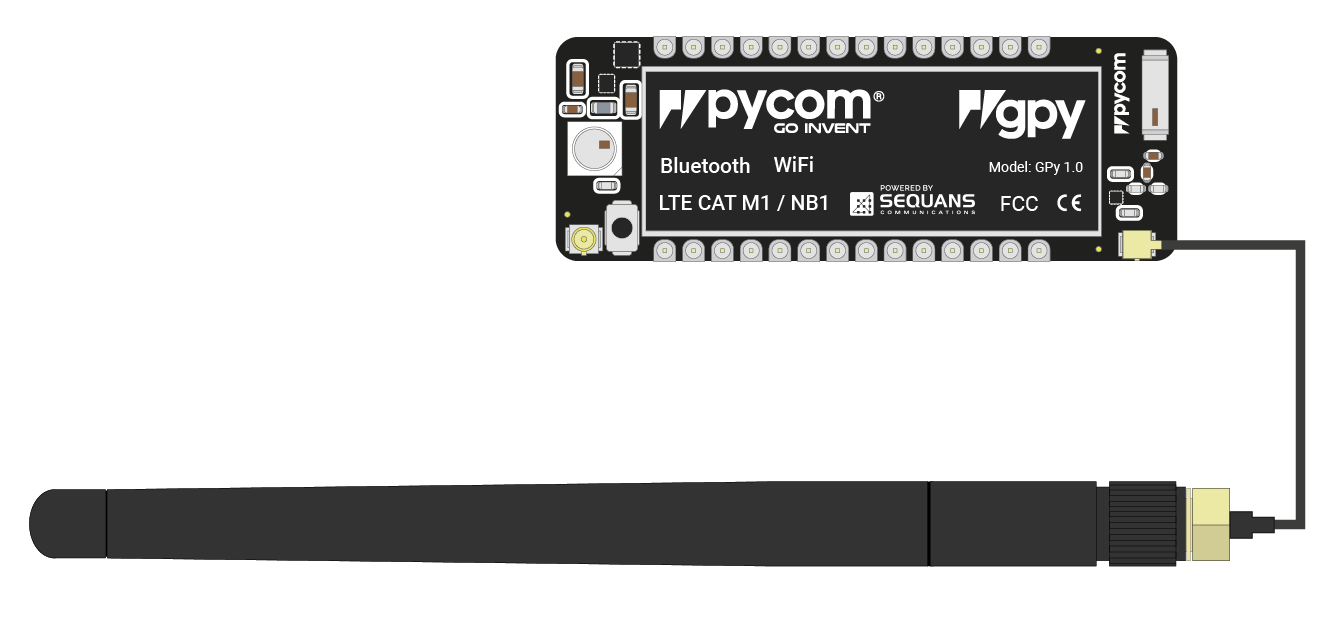 pycom®
GO INVENT
gpy
pycom
Bluetooth WiFi
Model: GPy 1.0
LTE CAT M1 / NB1
POWERED BY
SEQUANS
COMMUNICATIONS
FCC CE